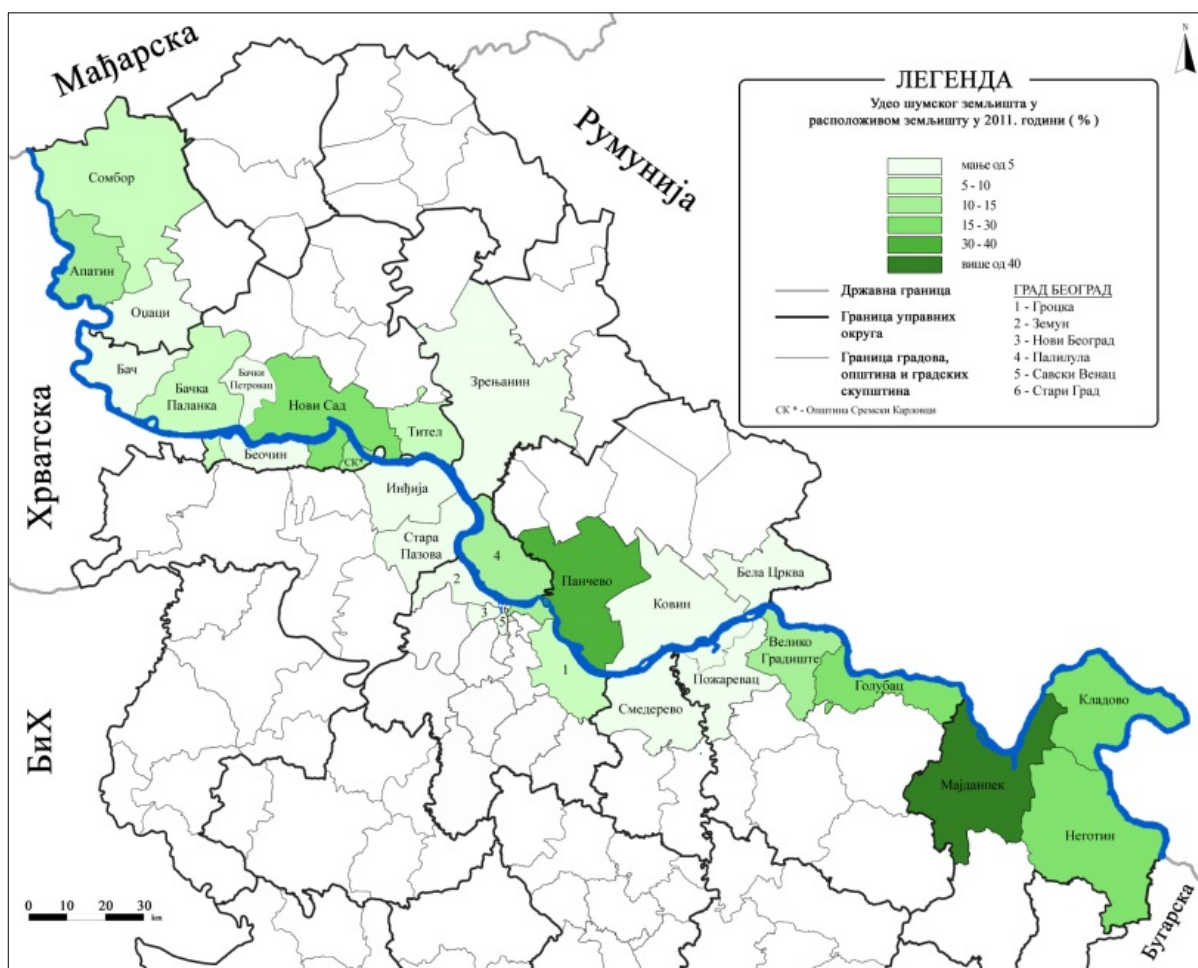 Мађарска
Румунија
Хрватска
БиХ
Бугарска
N
ЛЕГЕНДА
Удео шумског земљишта у
расположивом земљишту у 2011. години ( % )
мање од 5
5 - 10
10 - 15
15 - 30
30 - 40
више од 40
Државна граница
Граница управних
округа
Граница градова,
општина и градских
скупштина
СК * - Општина Сремски Карловци
ГРАД БЕОГРАД
1 - Гроцка
2 - Земун
3 - Нови Београд
4 - Палилула
5 - Савски Венац
6 - Стари Град
Сомбор
Апатин
Оџаци
Бач
Бачка
Паланка
Бачки
Петровац
Нови Сад
Беочин
СК*
Тител
Зрењанин
Инђија
Стара
Пазова
4
2
3
6
5
1
Панчево
Ковин
Бела Црква
Смедерево
Пожаревац
Велико
Градиште
Голубац
Мајданпек
Кладово
Неготин
0 10 20 30
km